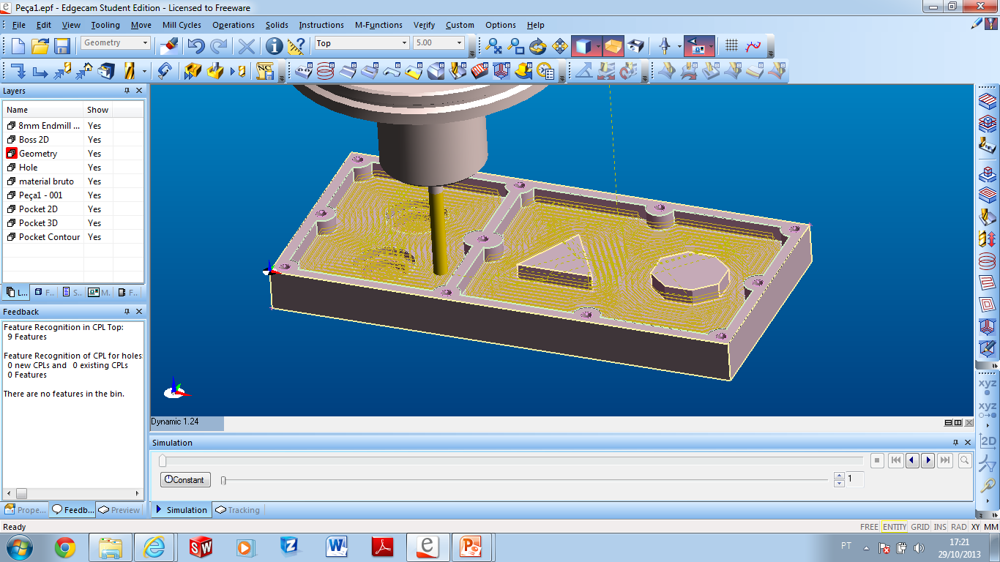 Peça1.epf - Edgecam Student Edition - Licensed to Freeware
File Edit View Tooling Move Mill Cycles Operations Solids Instructions M-Functions Verify Custom Options Help
Geometry Top 5.00
Layers
Name Show
8mm Endmill ... Yes
Boss 2D Yes
Geometry Yes
Hole Yes
material bruto Yes
Peça1 - 001 Yes
Pocket 2D Yes
Pocket 3D Yes
Pocket Contour Yes
L... F.. S.. M. F..
Feedback
Feature Recognition in CPL Top:
9 Features
Feature Recognition of CPL for holes
0 new CPLs and 0 existing CPLs
0 Features
There are no features in the bin.
Prope... Feedb... Preview
Dynamic 1.24
Simulation
Constant
1
Simulation Tracking
xyz
xyz
2D
Ready
FREE ENTITY GRID INS RAD XY MM
PT
17:21
29/10/2013